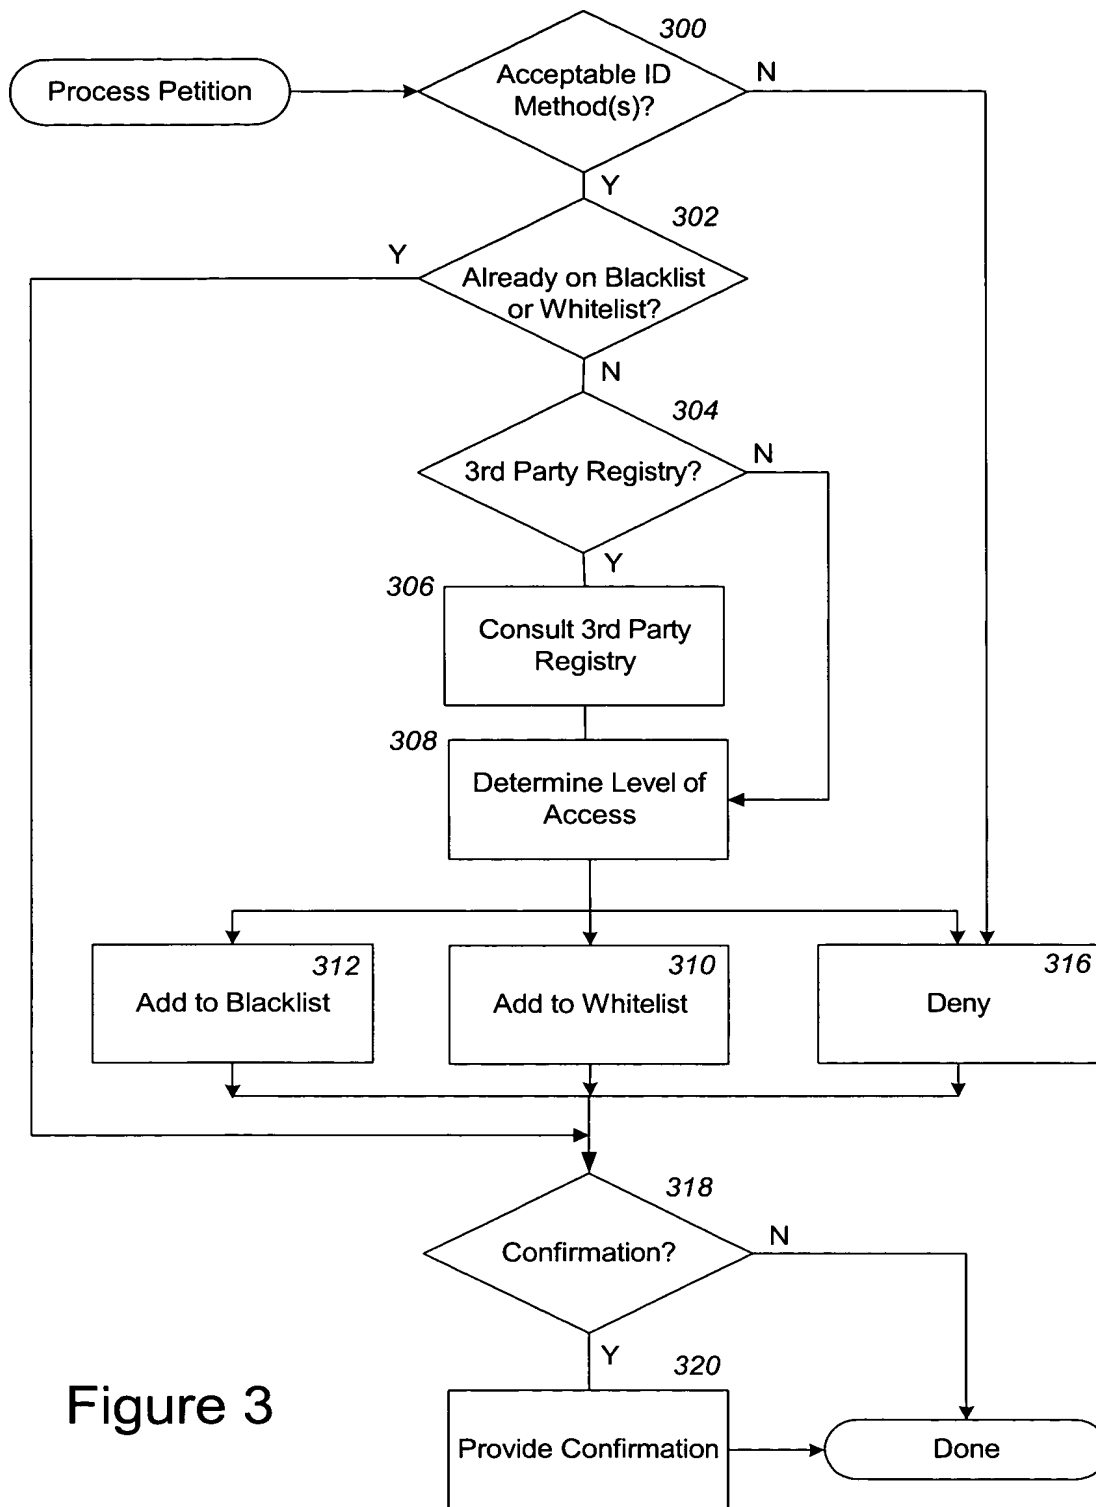 300
Process Petition
Acceptable ID
Method(s)?
N
Y
302
Y
Already on Blacklist
or Whitelist?
N
304
3rd Party Registry?
N
Y
306
Consult 3rd Party
Registry
308
Determine Level of
Access
312
Add to Blacklist
310
Add to Whitelist
316
Deny
318
Confirmation?
N
Y
320
Provide Confirmation
Done
Figure 3